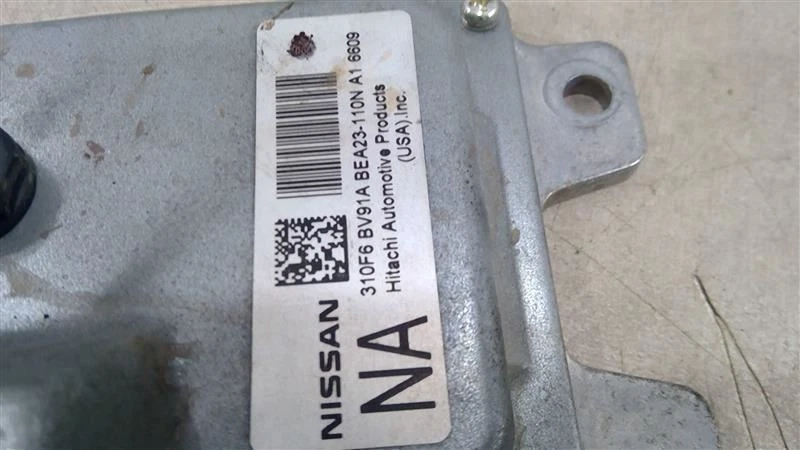 NISSAN
310F6 BV91A BEA23-110N A1 6609
Hitachi Automotive Products
(USA),Inc.
NA